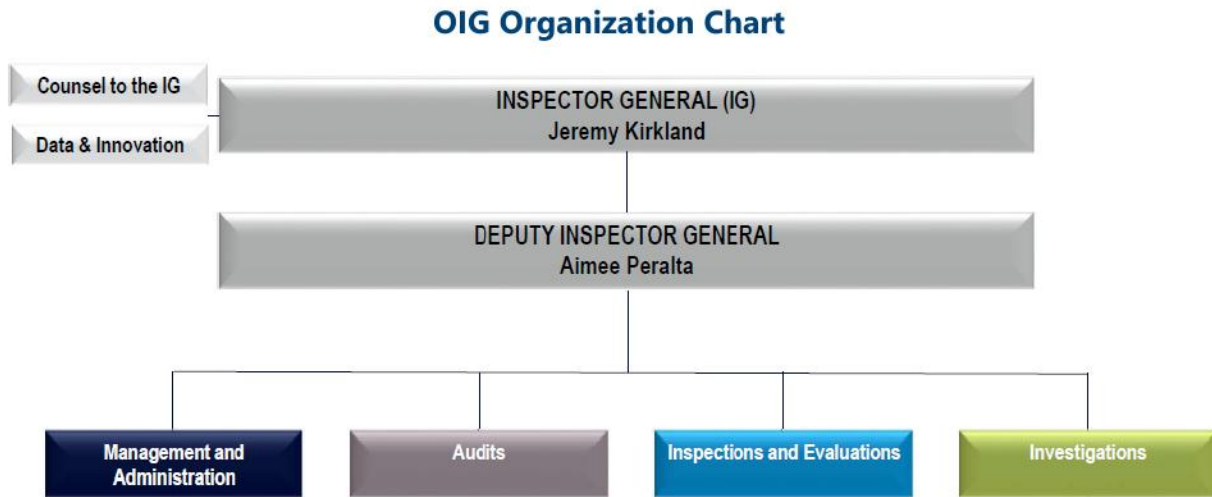 OIG Organization Chart
Counsel to the IG
Data & Innovation
INSPECTOR GENERAL (IG)
Jeremy Kirkland
DEPUTY INSPECTOR GENERAL
Aimee Peralta
Management and
Administration
Audits
Inspections and Evaluations
Investigations